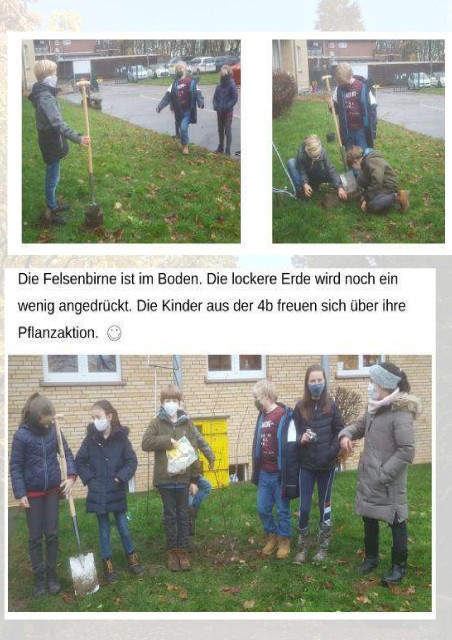 Die Felsenbirne ist im Boden. Die lockere Erde wird noch ein
wenig angedrückt. Die Kinder aus der 4b freuen sich über ihre
Pflanzaktion. ☺